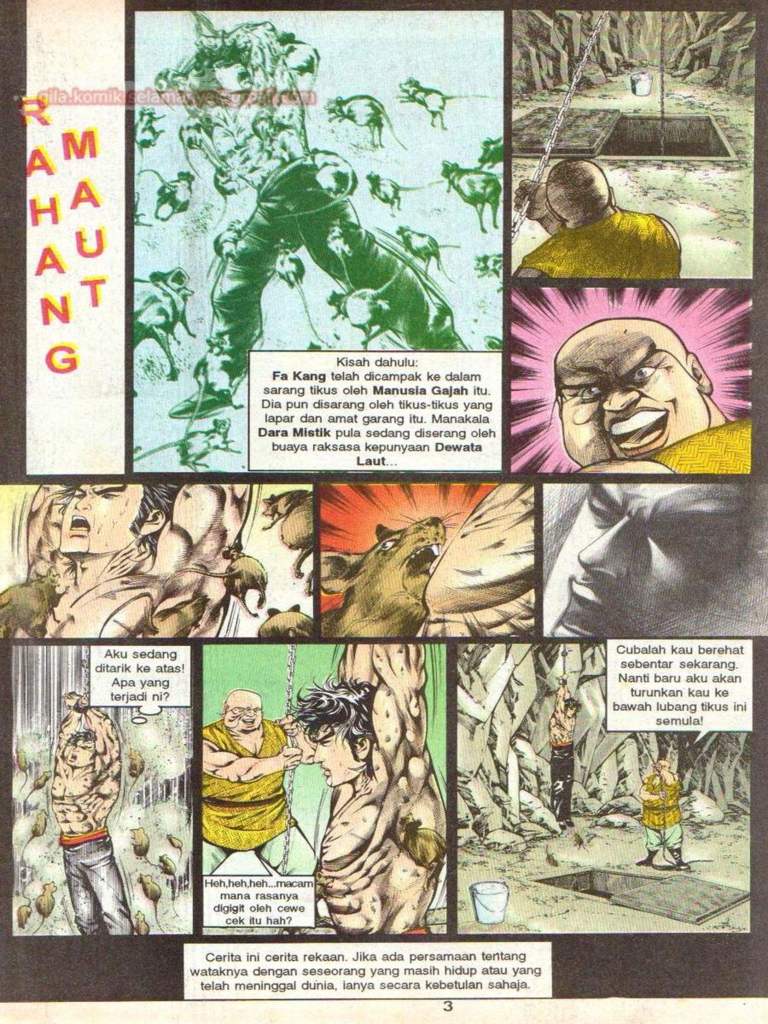 RAHANG
MAUT
Kisah dahulu:
Fa Kang telah dicampak ke dalam
sarang tikus oleh Manusia Gajah itu.
Dia pun disarang oleh tikus-tikus yang
lapar dan amat garang itu. Manakala
Dara Mistik pula sedang diserang oleh
buaya raksasa kepunyaan Dewata
Laut...
Aku sedang
ditarik ke atas!
Apa yang
terjadi ni?
Heh,heh,heh...macam
mana rasanya
digigit oleh cewe
cek itu hah?
Cubalah kau berehat
sebentar sekarang.
Nanti baru aku akan
turunkan kau ke
bawah lubang tikus ini
semula!
Cerita ini cerita rekaan. Jika ada persamaan tentang
wataknya dengan seseorang yang masih hidup atau yang
telah meninggal dunia, ianya secara kebetulan sahaja.
3